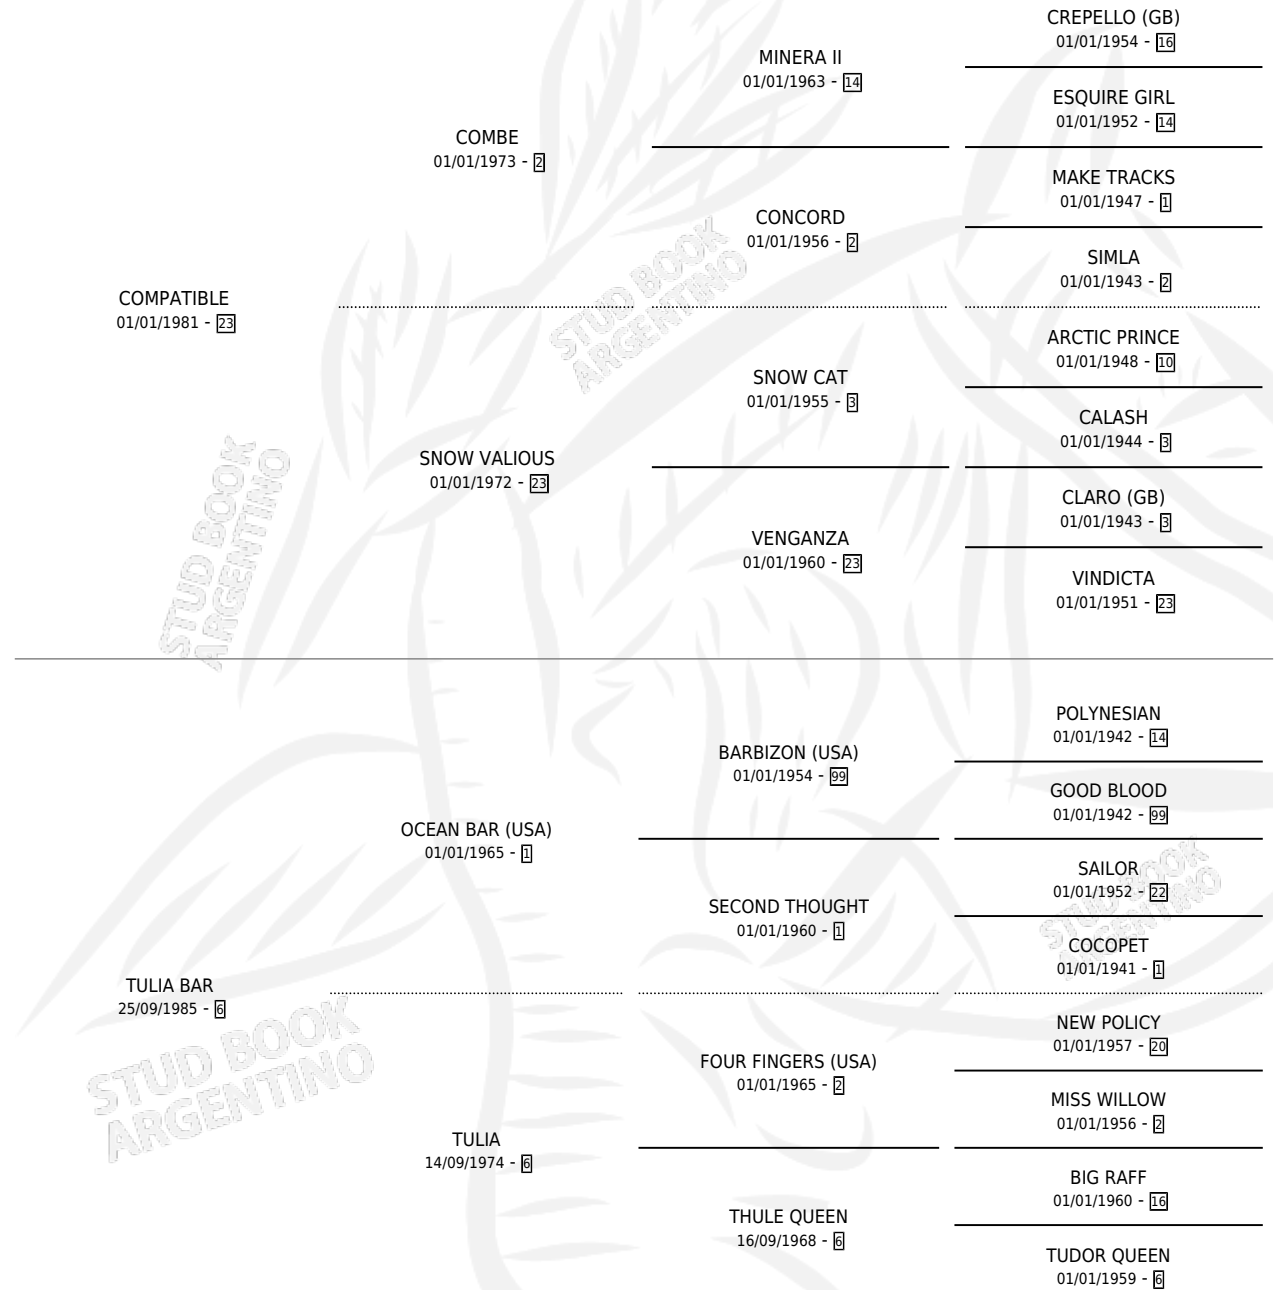 CREPELLO (GB)
01/01/1954 - 16
MINERA II
01/01/1963 - 14
ESQUIRE GIRL
01/01/1952 - 14
COMBE
01/01/1973 - 2
MAKE TRACKS
01/01/1947 - 1
CONCORD
01/01/1956 - 2
SIMLA
01/01/1943 - 2
COMPATIBLE
01/01/1981 - 23
STUD BOOK
ARGENTINO
ARCTIC PRINCE
01/01/1948 - 10
SNOW CAT
01/01/1955 - 3
CALASH
01/01/1944 - 3
SNOW VALIOUS
01/01/1972 - 23
CLARO (GB)
01/01/1943 - 3
VENGANZA
01/01/1960 - 23
VINDICTA
01/01/1951 - 23
STUD BOOK
ARGENTINO
POLYNESIAN
01/01/1942 - 14
BARBIZON (USA)
01/01/1954 - 99
GOOD BLOOD
01/01/1942 - 99
OCEAN BAR (USA)
01/01/1965 - 1
SAILOR
01/01/1952 - 22
SECOND THOUGHT
01/01/1960 - 1
COCOPET
01/01/1941 - 1
STUD BOOK
ARGENTINO
TULIA BAR
25/09/1985 - 6
STUD BOOK
ARGENTINO
NEW POLICY
01/01/1957 - 20
FOUR FINGERS (USA)
01/01/1965 - 2
MISS WILLOW
01/01/1956 - 2
TULIA
14/09/1974 - 6
BIG RAFF
01/01/1960 - 16
THULE QUEEN
16/09/1968 - 6
TUDOR QUEEN
01/01/1959 - 6